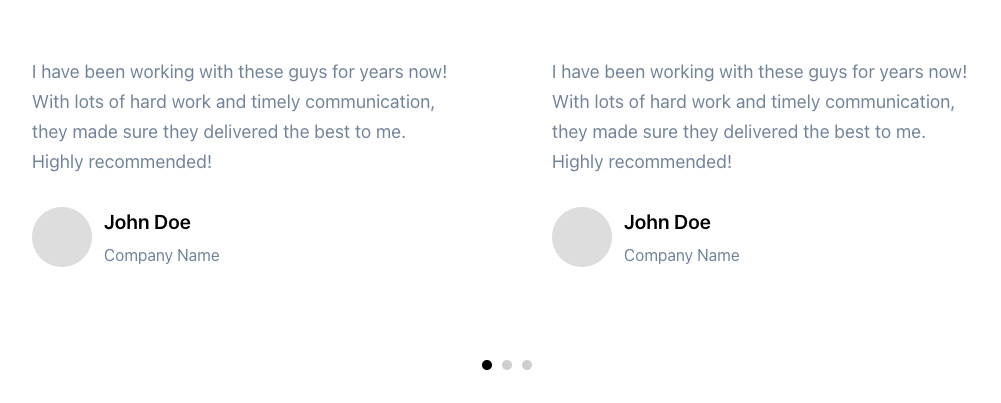 I have been working with these guys for years now!
With lots of hard work and timely communication,
they made sure they delivered the best to me.
Highly recommended!
John Doe
Company Name
I have been working with these guys for years now!
With lots of hard work and timely communication,
they made sure they delivered the best to me.
Highly recommended!
John Doe
Company Name